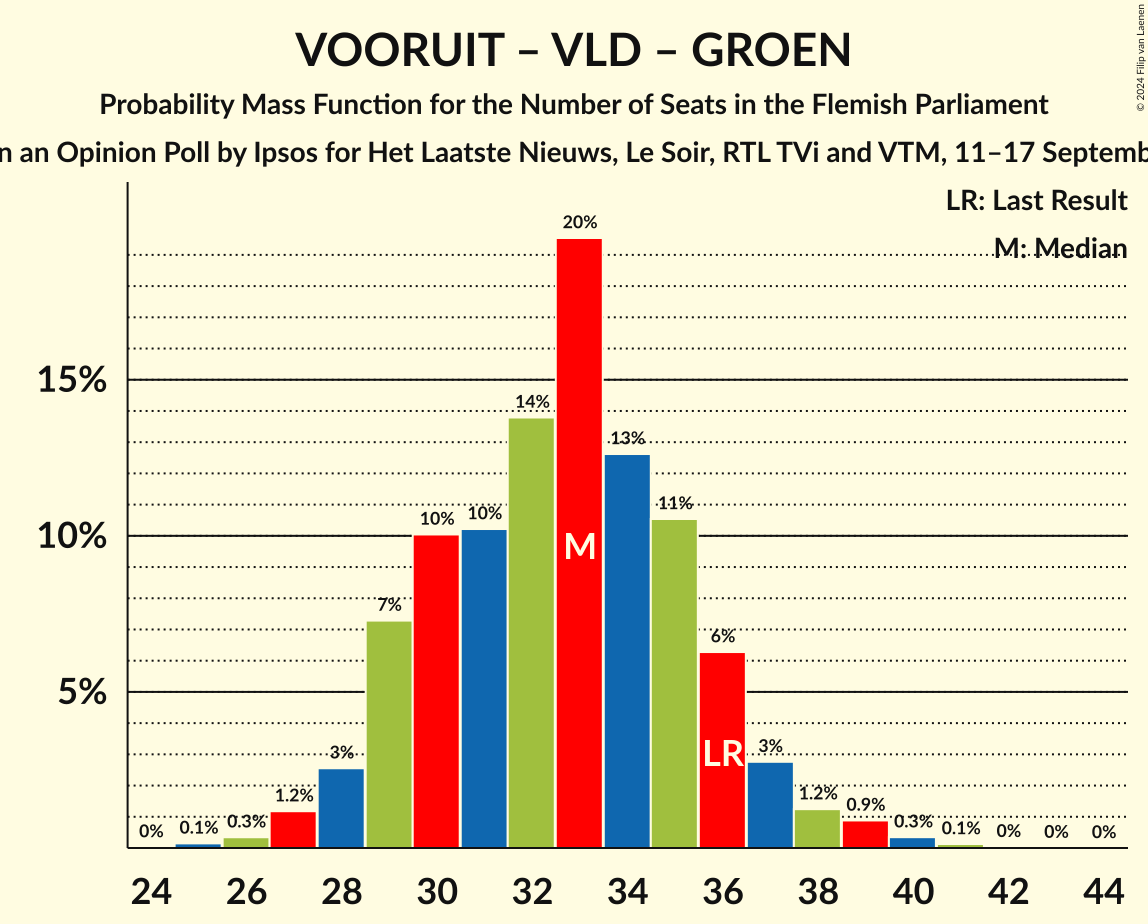 VOORUIT – VLD – GROEN
Probability Mass Function for the Number of Seats in the Flemish Parliament
an Opinion Poll by Ipsos for Het Laatste Nieuws, Le Soir, RTL TVi and VTM, 11–17
© 2024 Filip van Laenen
LR: Last Result
M: Median
20%
15%
14%
13%
11%
10%
10%
10%
M
7%
6%
5%
LR
3%
3%
1.2%
1.2%
0.9%
0%
0.1%
0.3%
0.3%
0.1%
0%
0%
0%
24 26 28 30 32 34 36 38 40 42 44